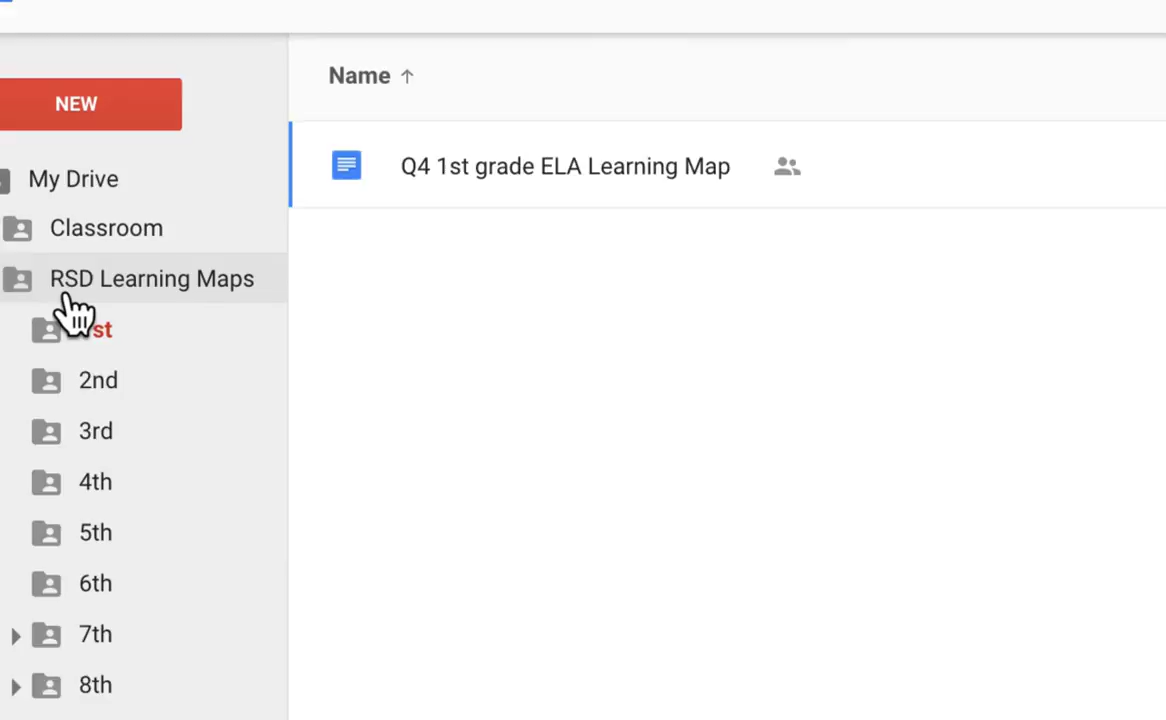 NEW
My Drive
Classroom
RSD Learning Maps
st
2nd
3rd
4th
5th
6th
7th
8th
Name
Q4 1st grade ELA Learning Map